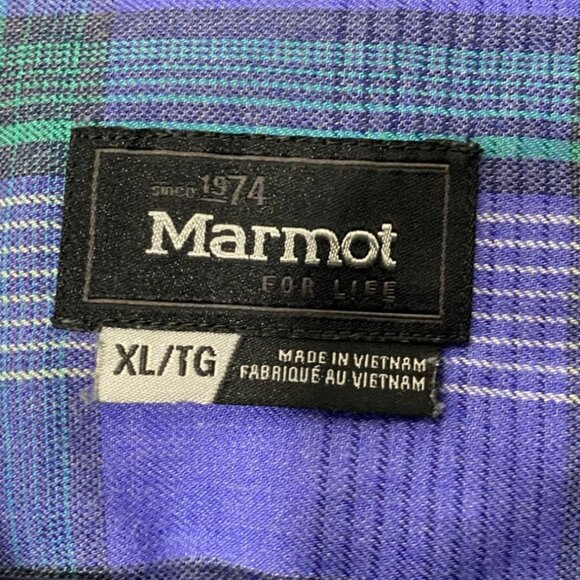 since 1974
Marmot
FOR LIFE
XL/TG
MADE IN VIETNAM
FABRIQUÉ AU VIETNAM